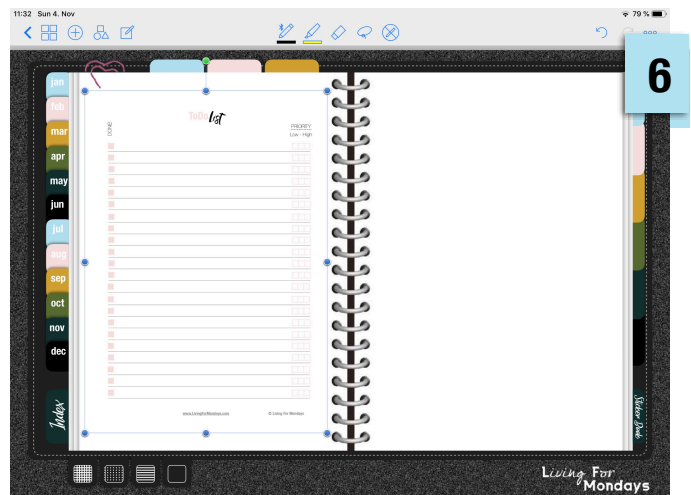 11:32 Sun 4. Nov
79 %
6
jan
feb
mar
apr
may
jun
jul
aug
sep
oct
nov
dec
Index
ToDo list
DONE
PRIORITY
Low - High
www.LivingForMondays.com
© Living For Mondays
Sticker Book
Living For
Mondays